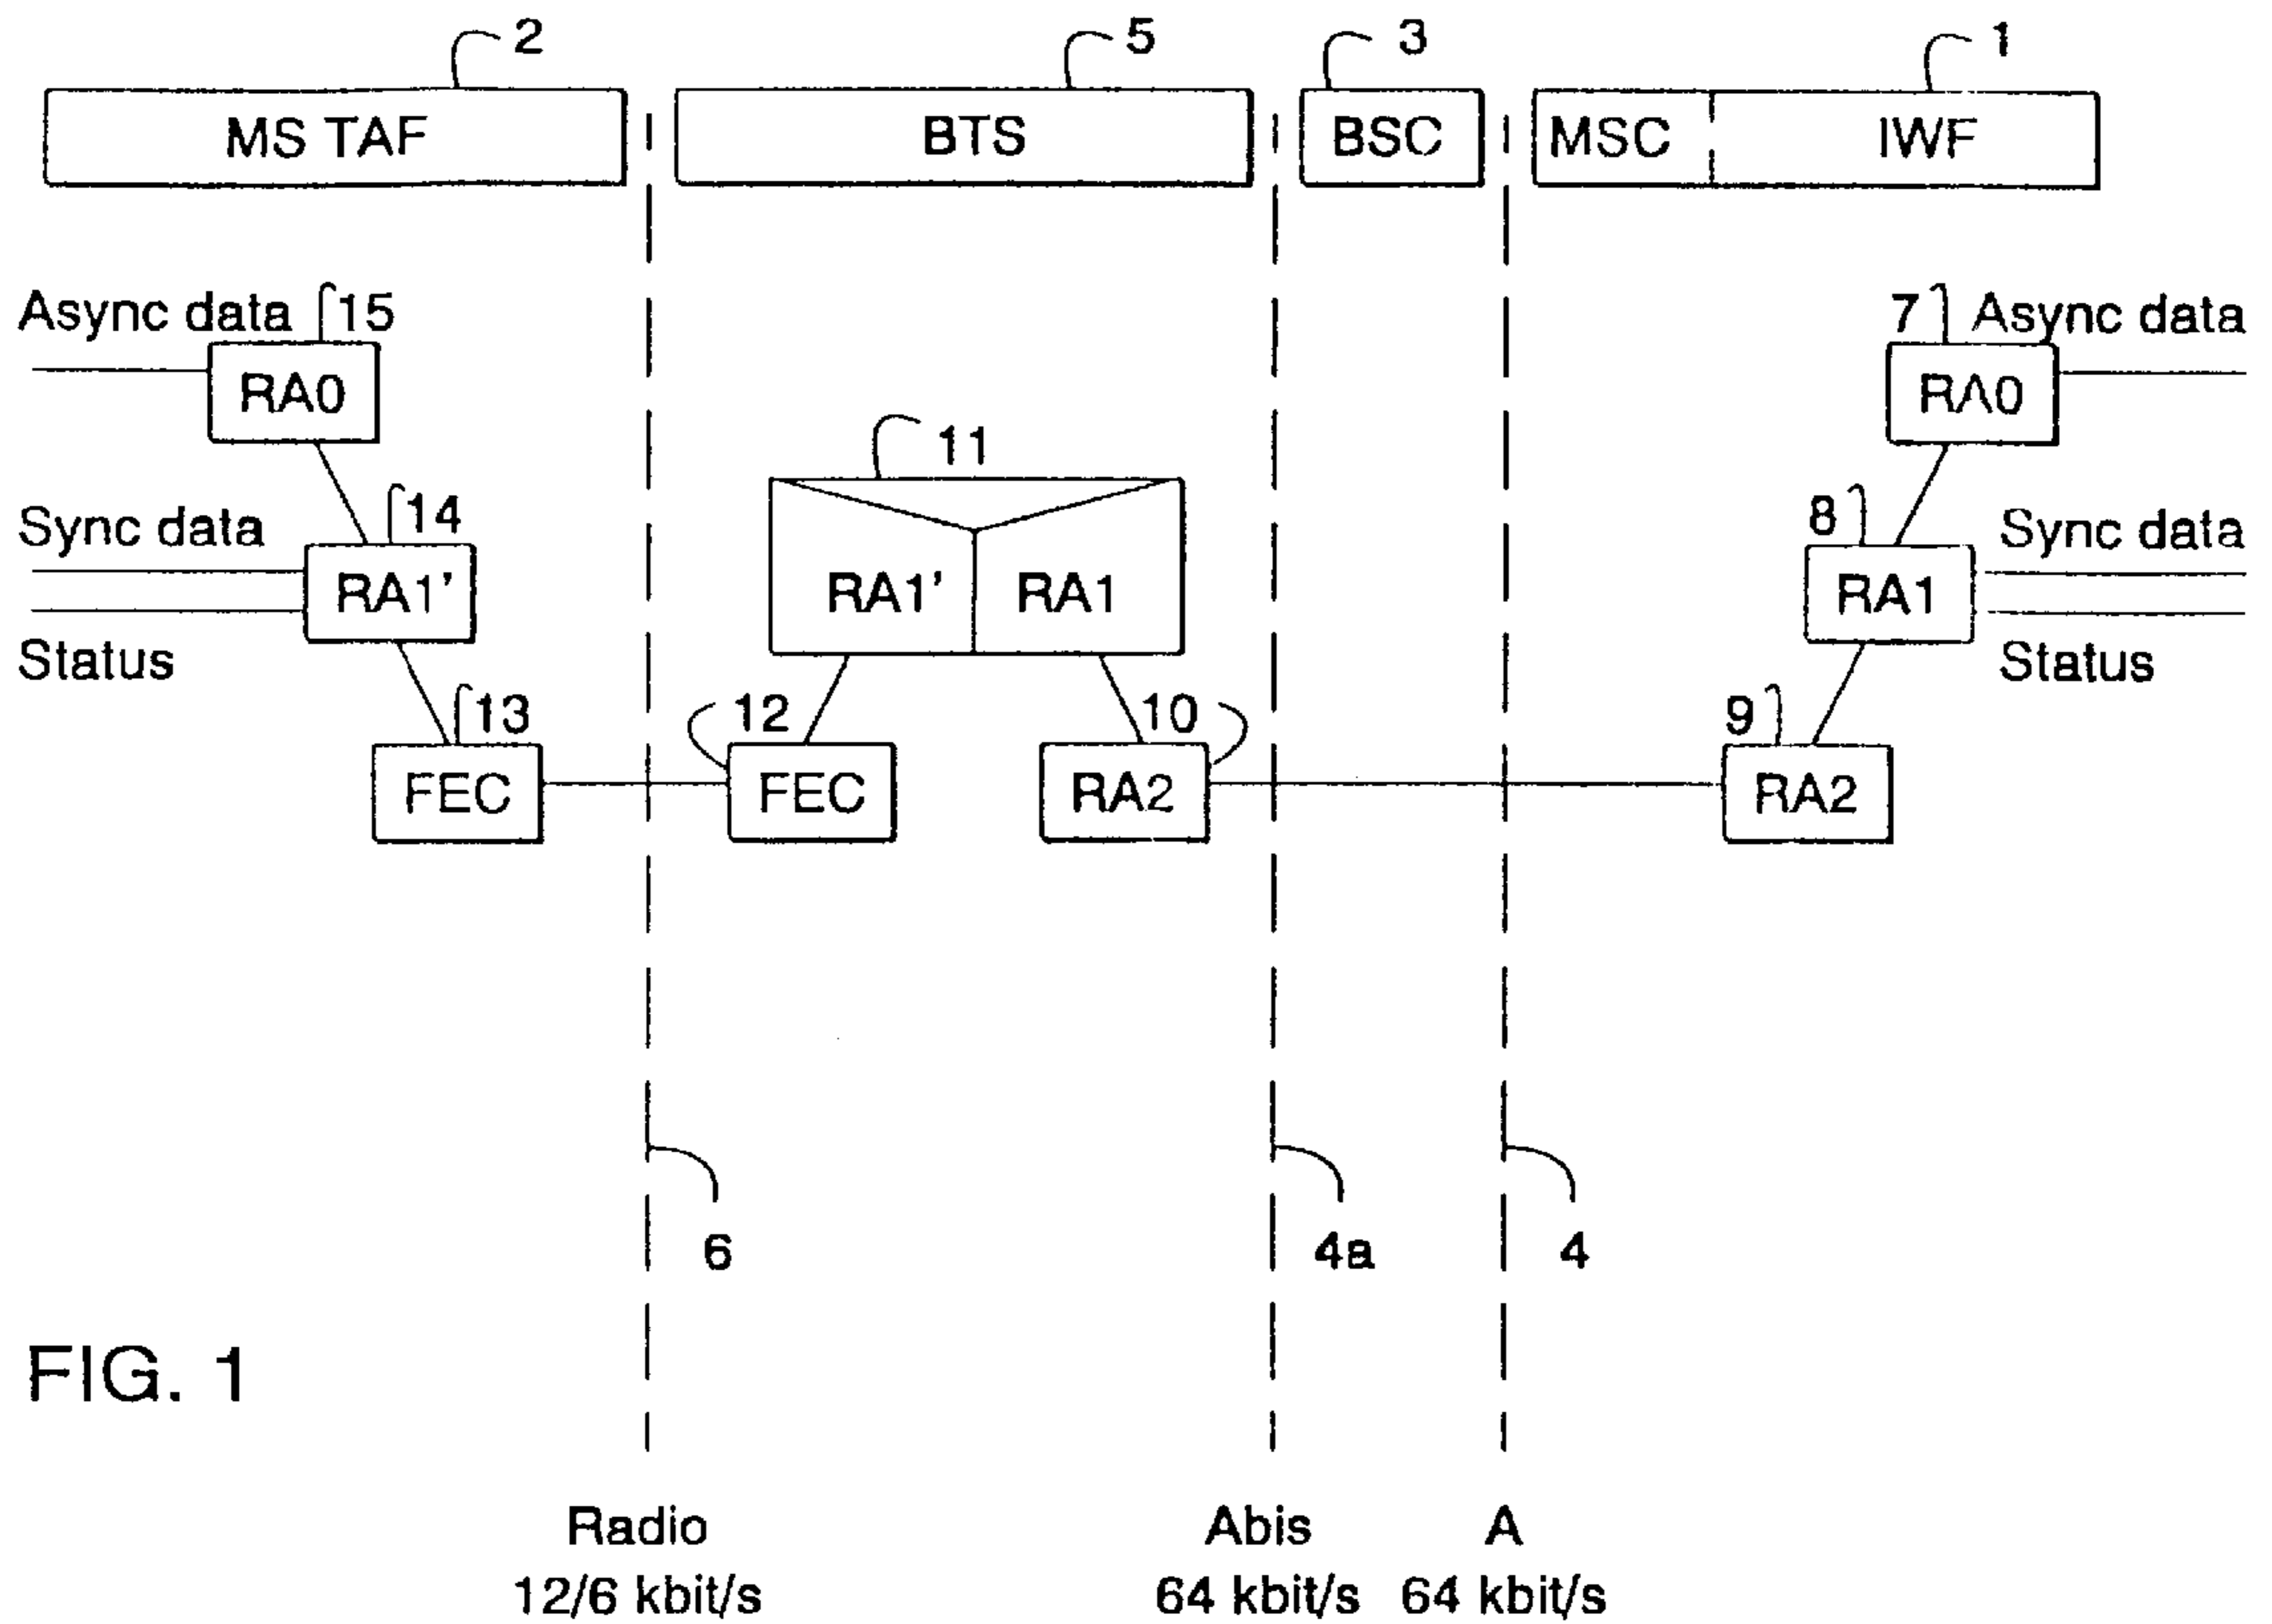 2 5 3 1
MS TAF BTS BSC MSC IWF
Async data 15 7 Async data
RA0 RA0
11
Sync data 14 8 Sync data
RA1' RA1' RA1 RA1
Status Status
13 12 10 9
FEC FEC RA2 RA2
6 4a 4
FIG. 1
Radio Abis A
12/6 kbit/s 64 kbit/s 64 kbit/s